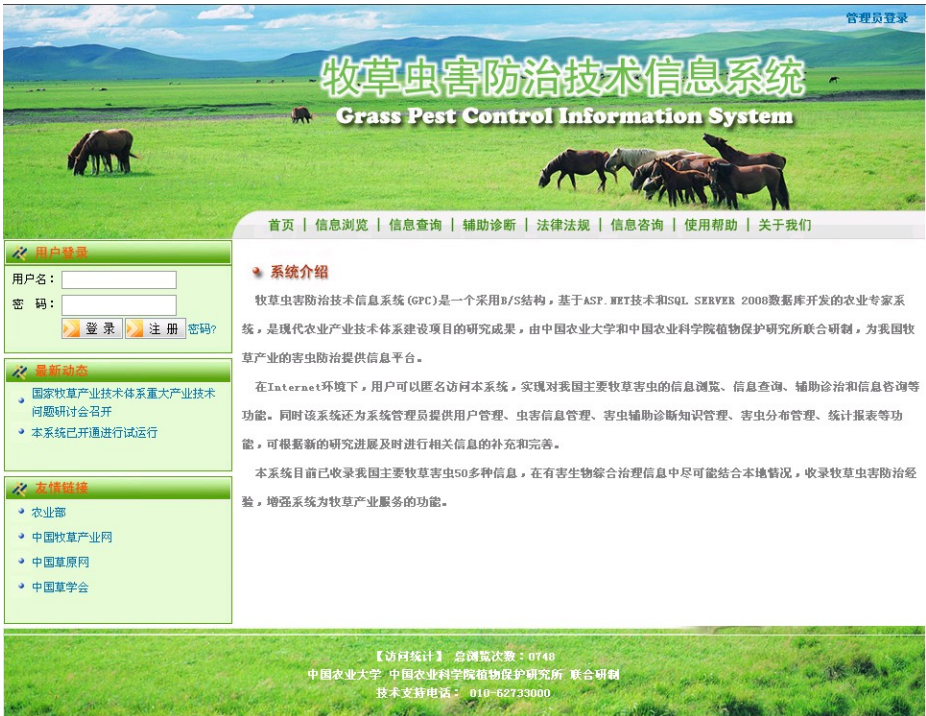 管理员登录
牧草虫害防治技术信息系统
Grass Pest Control Information System
首页 | 信息浏览 | 信息查询 | 辅助诊断 | 法律法规 | 信息咨询 | 使用帮助 | 关于我们
用户登录
用户名：
密 码：
登 录 注 册 密码?
最新动态
国家牧草产业技术体系重大产业技术
问题研讨会召开
本系统已开通进行试运行
友情链接
农业部
中国牧草产业网
中国草原网
中国草学会
系统介绍
牧草虫害防治技术信息系统(GPC)是一个采用B/S结构，基于ASP.NET技术和SQL SERVER 2008数据库开发的农业专家系
统，是现代农业产业技术体系建设项目的研究成果，由中国农业大学和中国农业科学院植物保护研究所联合研制，为我国牧
草产业的害虫防治提供信息平台。
在Internet环境下，用户可以匿名访问本系统，实现对我国主要牧草害虫的信息浏览、信息查询、辅助诊治和信息咨询等
功能。同时该系统还为系统管理员提供用户管理、虫害信息管理、害虫辅助诊断知识管理、害虫分布管理、统计报表等功
能，可根据新的研究进展及时进行相关信息的补充和完善。
本系统目前已收录我国主要牧草害虫50多种信息，在有害生物综合治理信息中尽可能结合本地情况，收录牧草虫害防治经
验，增强系统为牧草产业服务的功能。
【访问统计】 总浏览次数：0748
中国农业大学 中国农业科学院植物保护研究所 联合研制
技术支持电话： 010-62733000